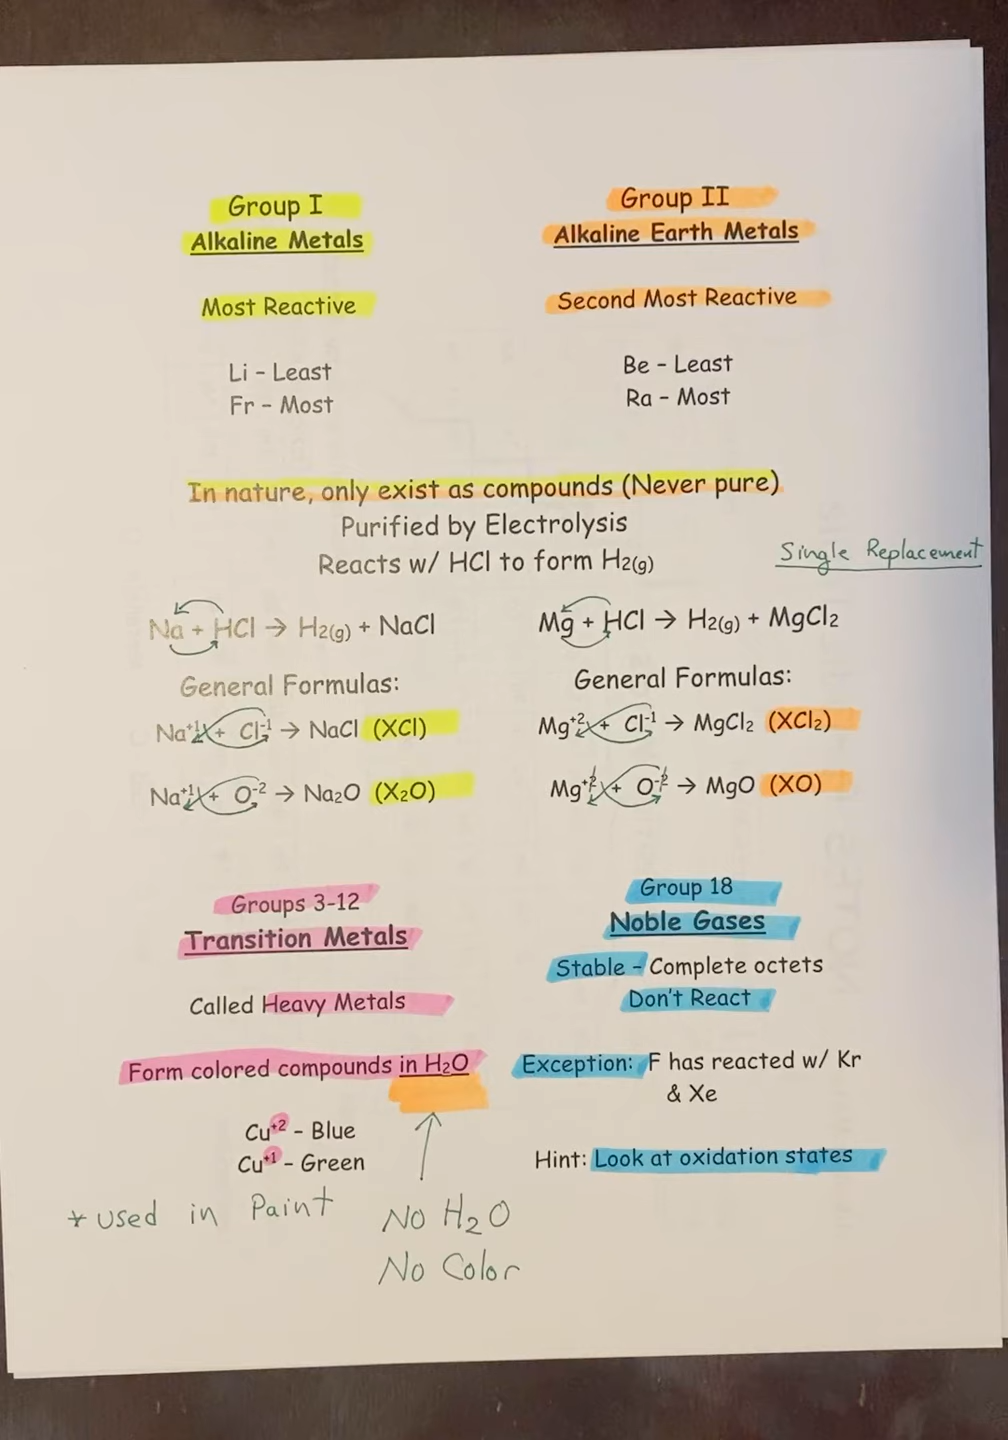 Group I
Alkaline Metals
Most Reactive
Li - Least
Fr - Most
Group II
Alkaline Earth Metals
Second Most Reactive
Be - Least
Ra - Most
In nature, only exist as compounds (Never pure)
Purified by Electrolysis
Reacts w/ HCl to form H2(g)
Single Replacement
Na + HCl → H2(g) + NaCl
General Formulas:
Na+1 + Cl-1 → NaCl (XCl)
Na+1 + O-2 → Na2O (X2O)
Mg + HCl → H2(g) + MgCl2
General Formulas:
Mg+2 + Cl-1 → MgCl2 (XCl2)
Mg+2 + O-2 → MgO (XO)
Groups 3-12
Transition Metals
Called Heavy Metals
Form colored compounds in H2O
Cu+2 - Blue
Cu+1 - Green
* used in Paint
No H2O
No Color
Group 18
Noble Gases
Stable - Complete octets
Don't React
Exception: F has reacted w/ Kr
& Xe
Hint: Look at oxidation states